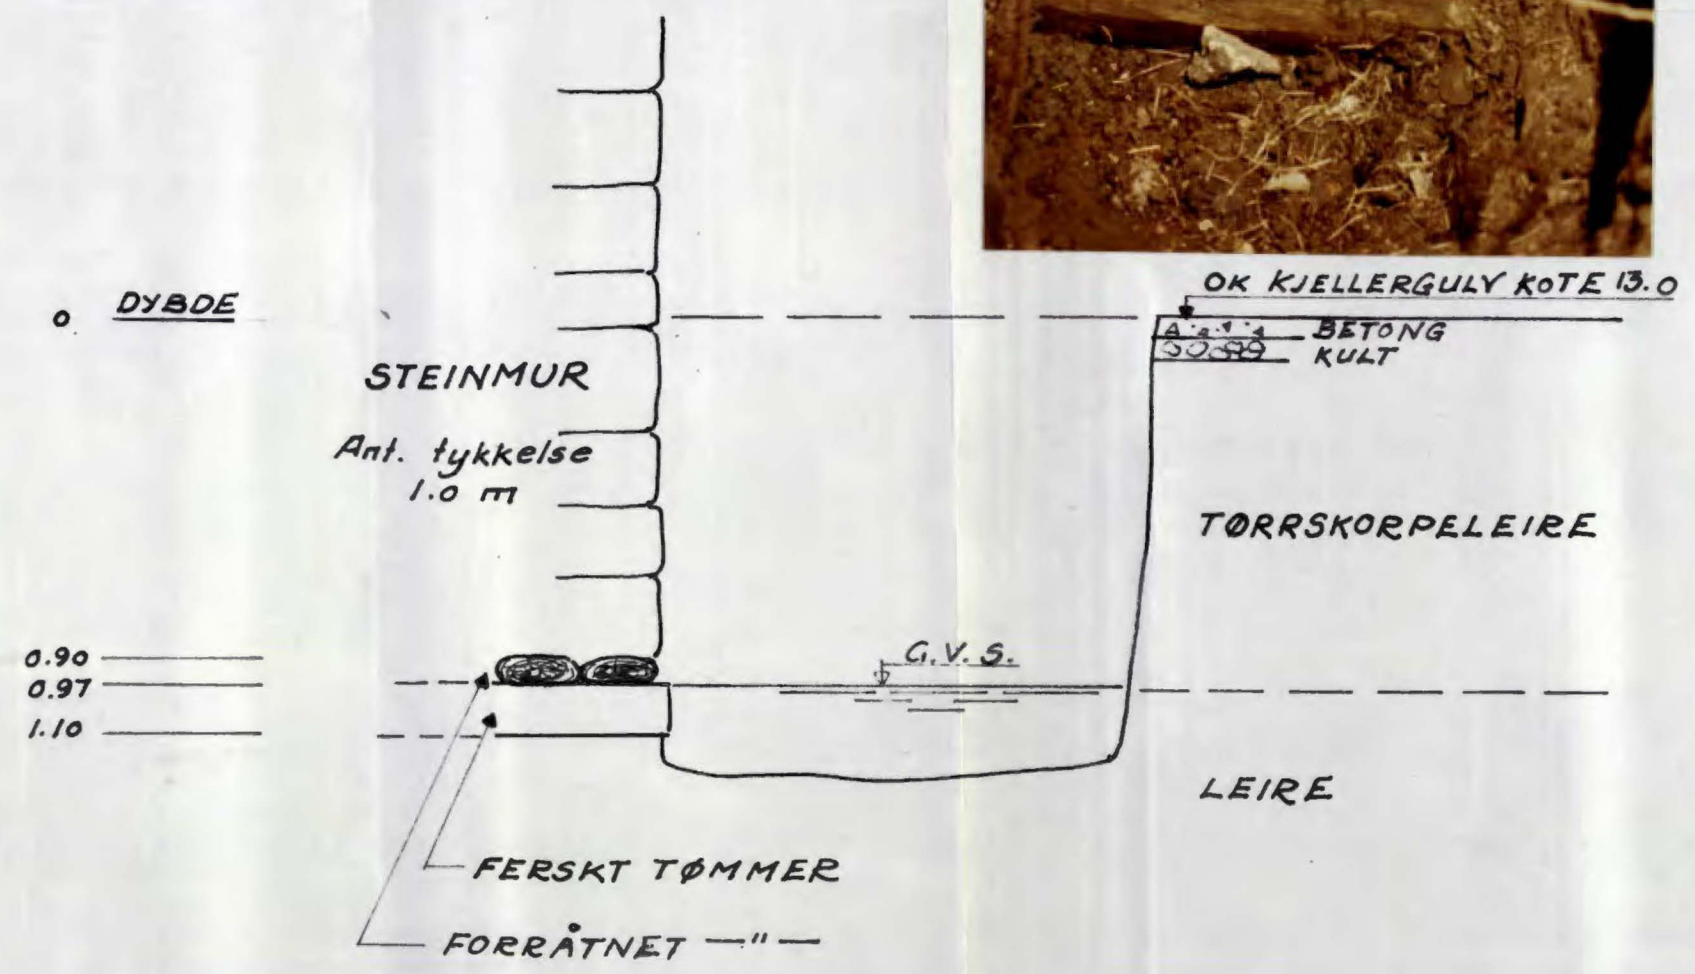 OK KJELLERGULV KOTE 13.0
0 DYBDE
BETONG
KULT
STEINMUR
Ant. tykkelse
1.0 m
TØRRSKORPELEIRE
G.V.S.
0.90
0.97
1.10
LEIRE
FERSKT TØMMER
FORRÅTNET —"—